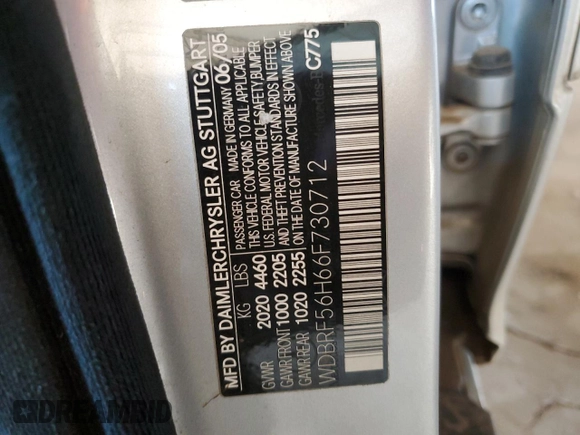 MFD BY DAIMLERCHRYSLER AG STUTTGART
PASSENGER CAR MADE IN GERMANY 06/05
KG LBS THIS VEHICLE CONFORMS TO ALL APPLICABLE
GVWR 2020 4460 U.S. FEDERAL MOTOR VEHICLE SAFETY, BUMPER
GAWR FRONT 1000 2205 AND THEFT PREVENTION STANDARDS IN EFFECT
GAWR REAR 1020 2255 ON THE DATE OF MANUFACTURE SHOWN ABOVE
WDBRF56H66F730712 C775
DREAMBID